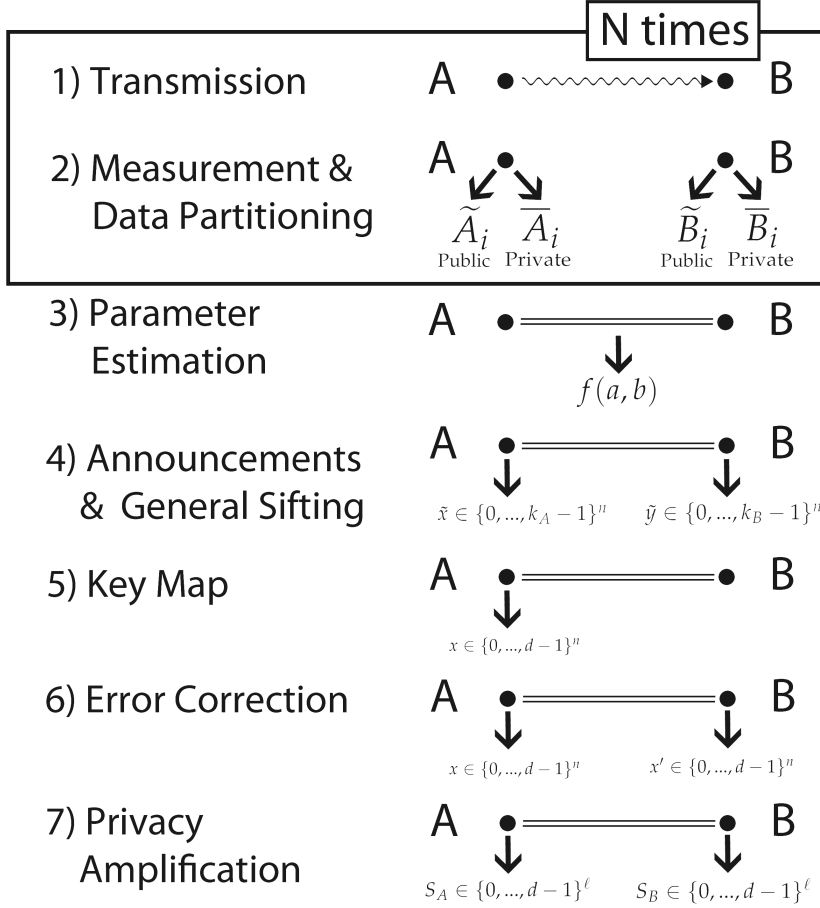 N times
1) Transmission A B
2) Measurement & A B
Data Partitioning Ã_i A̅_i B̃_i B̅_i
Public Private Public Private
3) Parameter A B
Estimation
f(a, b)
4) Announcements A B
& General Sifting
x̃ ∈ {0, ..., k_A − 1}^n ỹ ∈ {0, ..., k_B − 1}^n
5) Key Map A B
x ∈ {0, ..., d − 1}^n
6) Error Correction A B
x ∈ {0, ..., d − 1}^n x′ ∈ {0, ..., d − 1}^n
7) Privacy A B
Amplification
S_A ∈ {0, ..., d − 1}^ℓ S_B ∈ {0, ..., d − 1}^ℓ